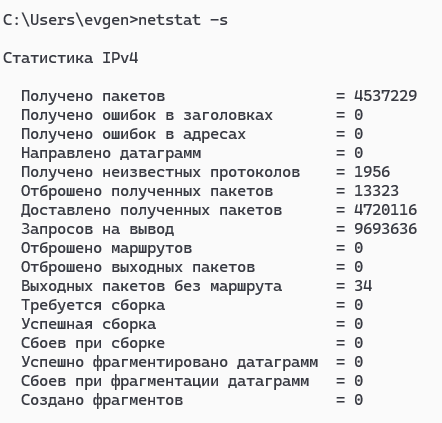 C:\Users\evgen>netstat -s
Статистика IPv4
Получено пакетов = 4537229
Получено ошибок в заголовках = 0
Получено ошибок в адресах = 0
Направлено датаграмм = 0
Получено неизвестных протоколов = 1956
Отброшено полученных пакетов = 13323
Доставлено полученных пакетов = 4720116
Запросов на вывод = 9693636
Отброшено маршрутов = 0
Отброшено выходных пакетов = 0
Выходных пакетов без маршрута = 34
Требуется сборка = 0
Успешная сборка = 0
Сбоев при сборке = 0
Успешно фрагментировано датаграмм = 0
Сбоев при фрагментации датаграмм = 0
Создано фрагментов = 0